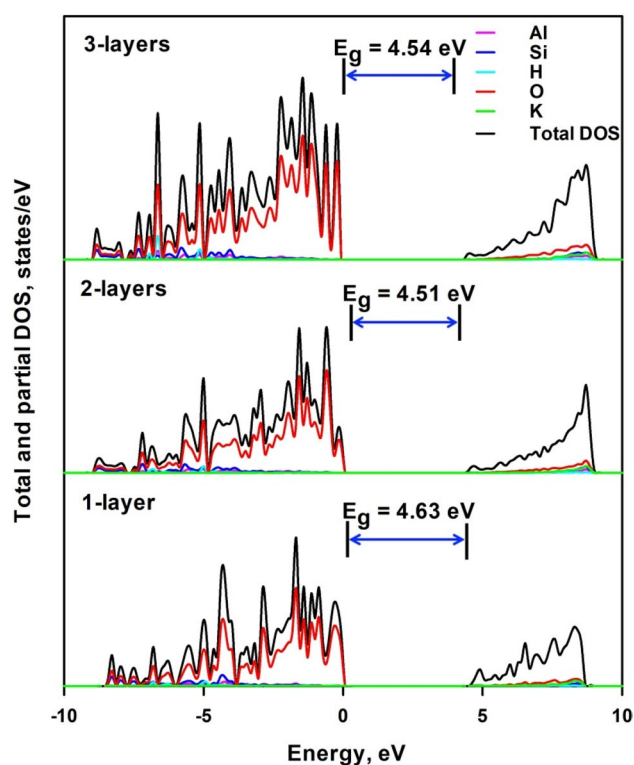 3-layers
Eg = 4.54 eV
Al
Si
H
O
K
Total DOS
2-layers
Eg = 4.51 eV
1-layer
Eg = 4.63 eV
Total and partial DOS, states/eV
-10
-5
0
5
10
Energy, eV